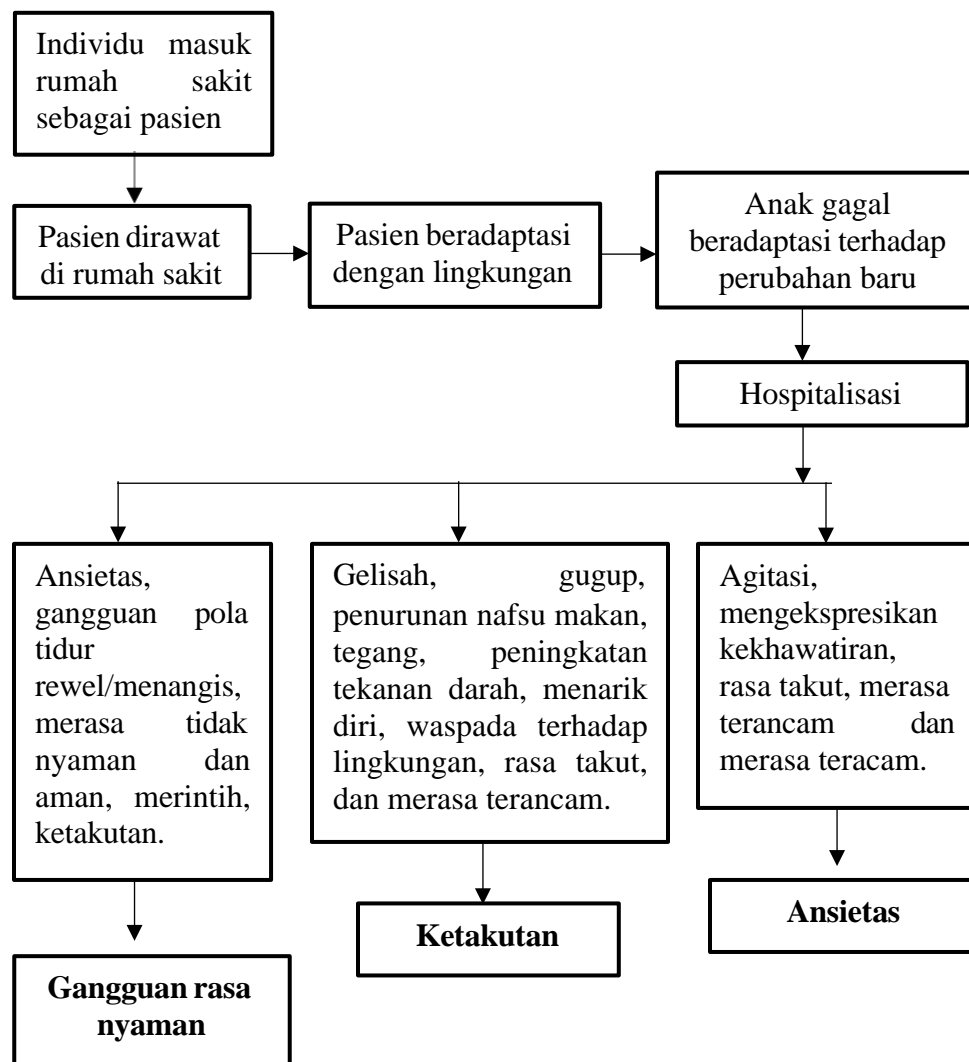 Individu masuk
rumah sakit
sebagai pasien
Pasien dirawat
di rumah sakit
Pasien beradaptasi
dengan lingkungan
Anak gagal
beradaptasi terhadap
perubahan baru
Hospitalisasi
Ansietas,
gangguan pola
tidur
rewel/menangis,
merasa tidak
nyaman dan
aman, merintih,
ketakutan.
Gelisah, gugup,
penurunan nafsu makan,
tegang, peningkatan
tekanan darah, menarik
diri, waspada terhadap
lingkungan, rasa takut,
dan merasa terancam.
Agitasi,
mengekspresikan
kekhawatiran,
rasa takut, merasa
terancam dan
merasa teracam.
Gangguan rasa
nyaman
Ketakutan
Ansietas